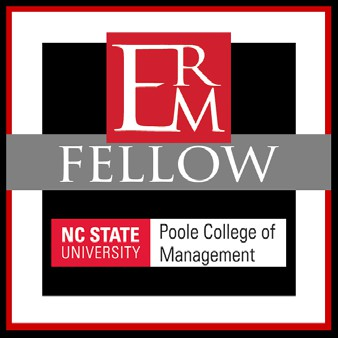 ERM
FELLOW
NC STATE
UNIVERSITY
Poole College of
Management